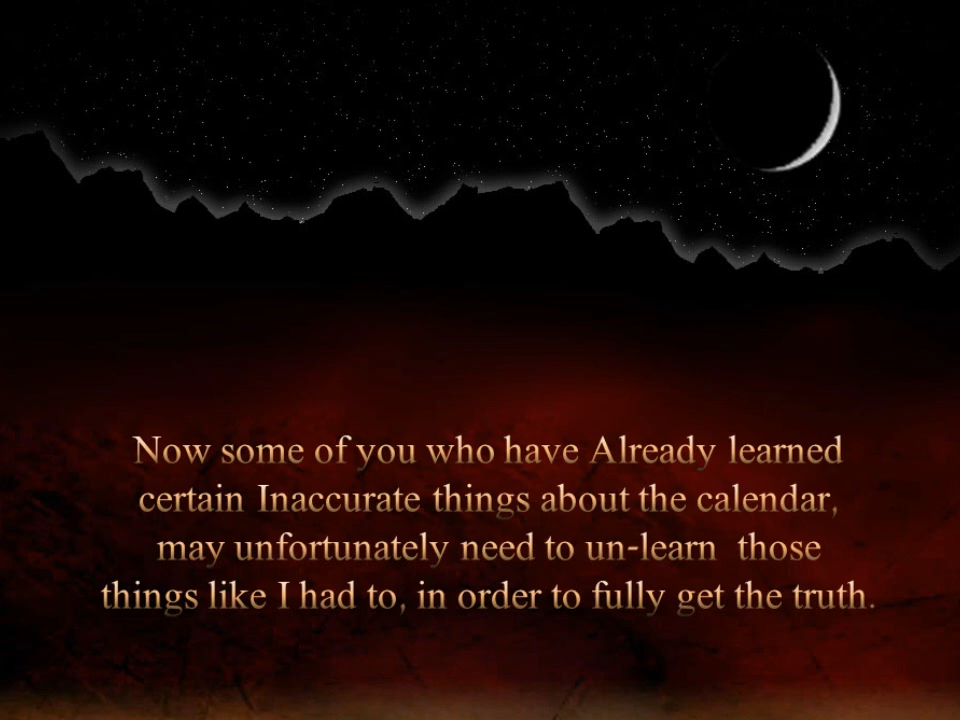 Now some of you who have Already learned
certain Inaccurate things about the calendar,
may unfortunately need to un-learn  those
things like I had to, in order to fully get the truth.